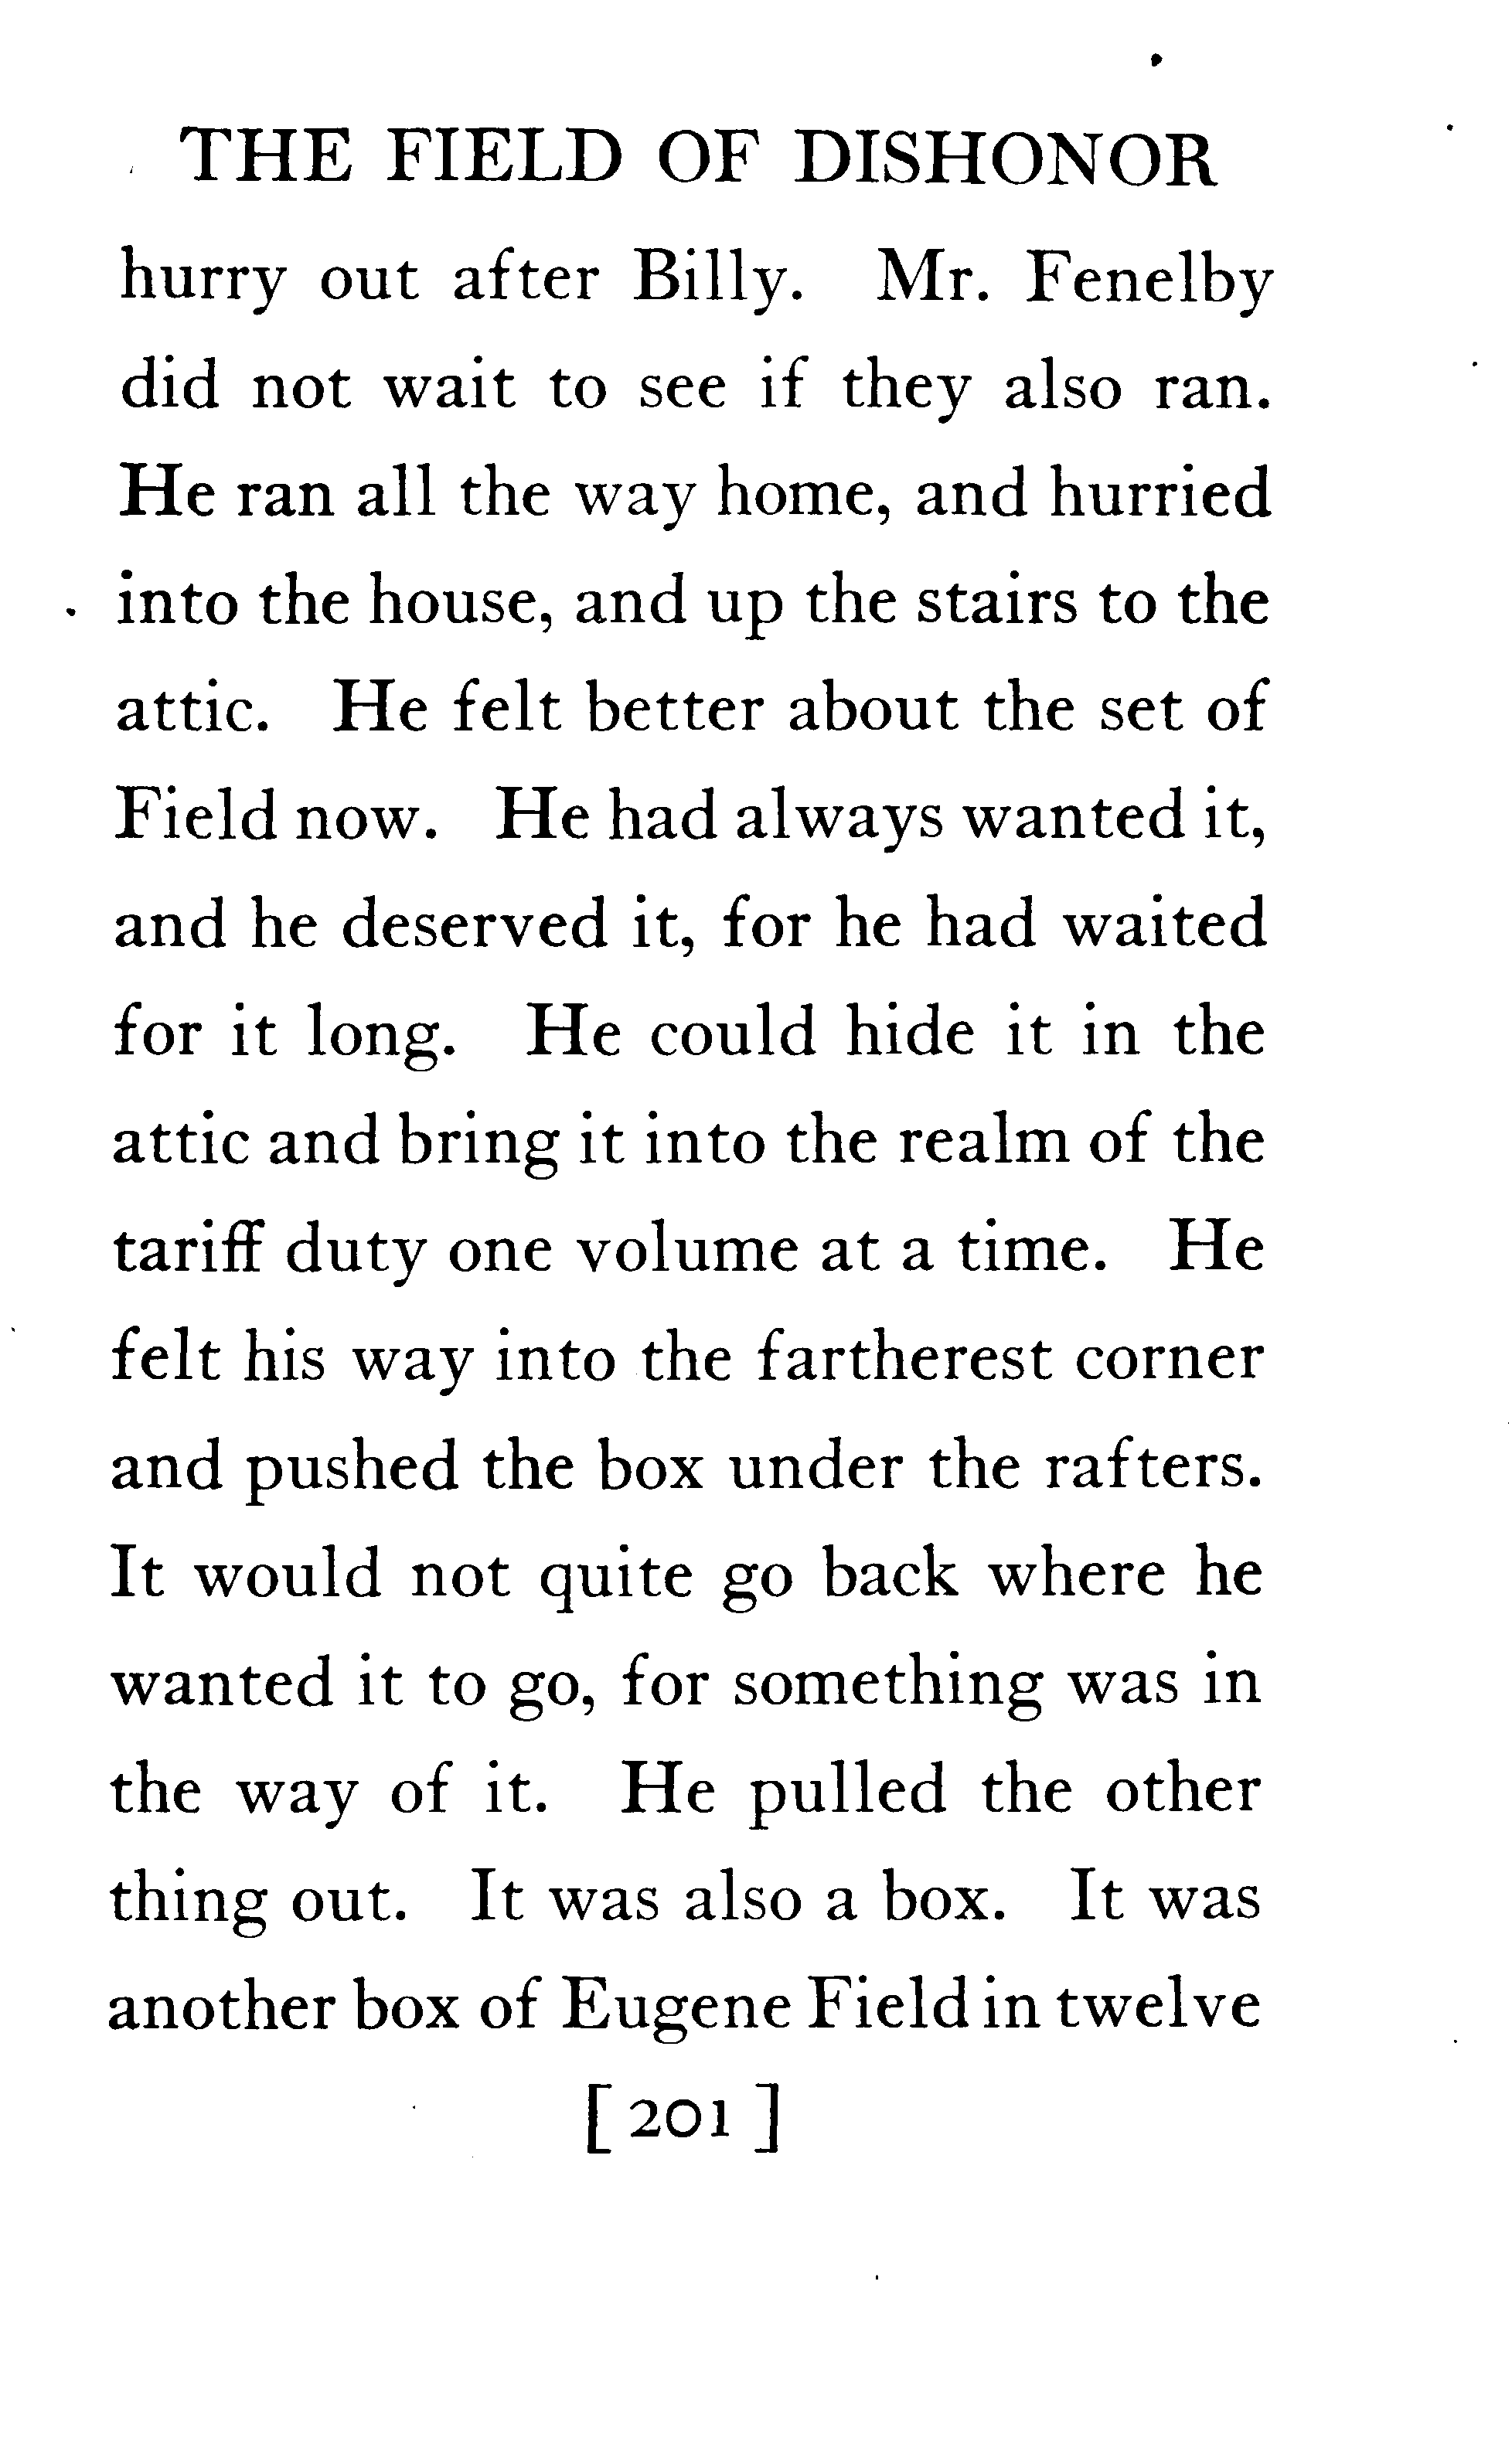 THE FIELD OF DISHONOR
hurry out after Billy. Mr. Fenelby
did not wait to see if they also ran.
He ran all the way home, and hurried
into the house, and up the stairs to the
attic. He felt better about the set of
Field now. He had always wanted it,
and he deserved it, for he had waited
for it long. He could hide it in the
attic and bring it into the realm of the
tariff duty one volume at a time. He
felt his way into the fartherest corner
and pushed the box under the rafters.
It would not quite go back where he
wanted it to go, for something was in
the way of it. He pulled the other
thing out. It was also a box. It was
another box of Eugene Field in twelve
[ 201 ]